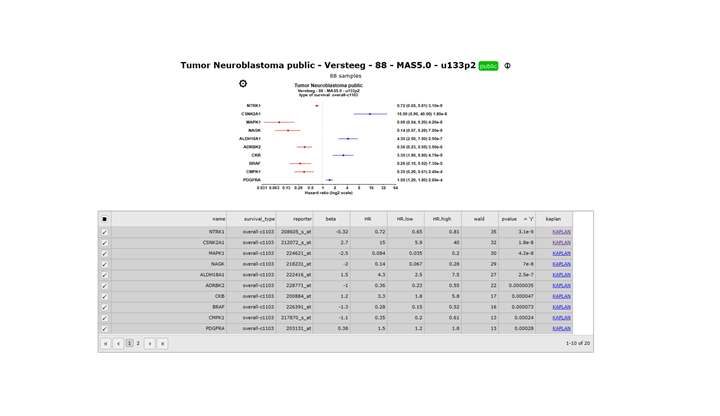 Tumor Neuroblastoma public - Versteeg - 88 - MAS5.0 - u133p2 public
88 samples
Tumor Neuroblastoma public
Versteeg - 88 - MAS5.0 - u133p2
type of survival: overall-c1103
NTRK1 0.72 (0.65, 0.81) 3.10e-9
CSNK2A1 15.00 (5.90, 40.00) 1.80e-8
MAPK1 0.08 (0.04, 0.20) 4.20e-8
NAGK 0.14 (0.07, 0.28) 7.00e-8
ALDH18A1 4.30 (2.50, 7.50) 2.50e-7
ADRBK2 0.36 (0.23, 0.55) 3.50e-6
CKB 3.30 (1.80, 5.80) 4.70e-5
BRAF 0.28 (0.15, 0.52) 7.30e-5
CMPK1 0.35 (0.20, 0.61) 2.40e-4
PDGFRA 1.50 (1.20, 1.80) 2.80e-4
0.031 0.063 0.13 0.25 0.5 1 2 4 8 16 32 64
Hazard ratio (log2 scale)
name survival_type reporter beta HR HR.low HR.high wald pvalue kaplan
NTRK1 overall-c1103 208605_s_at -0.32 0.72 0.65 0.81 35 3.1e-9 KAPLAN
CSNK2A1 overall-c1103 212072_s_at 2.7 15 5.9 40 32 1.8e-8 KAPLAN
MAPK1 overall-c1103 224621_at -2.5 0.084 0.035 0.2 30 4.2e-8 KAPLAN
NAGK overall-c1103 218231_at -2 0.14 0.067 0.28 29 7e-8 KAPLAN
ALDH18A1 overall-c1103 222416_at 1.5 4.3 2.5 7.5 27 2.5e-7 KAPLAN
ADRBK2 overall-c1103 228771_at -1 0.36 0.23 0.55 22 0.0000035 KAPLAN
CKB overall-c1103 200884_at 1.2 3.3 1.8 5.8 17 0.000047 KAPLAN
BRAF overall-c1103 226391_at -1.3 0.28 0.15 0.52 16 0.000073 KAPLAN
CMPK1 overall-c1103 217870_s_at -1.1 0.35 0.2 0.61 13 0.00024 KAPLAN
PDGFRA overall-c1103 203131_at 0.38 1.5 1.2 1.8 13 0.00028 KAPLAN
1 2 1-10 of 20